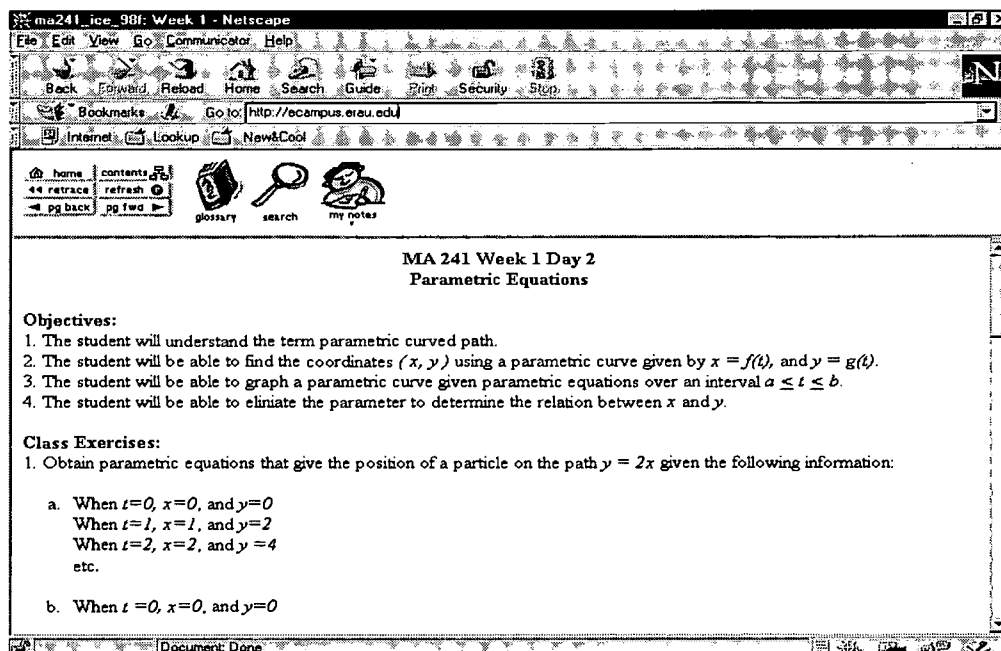 ma241_ice_98f: Week 1 - Netscape
File Edit View Go Communicator Help
Back Forward Reload Home Search Guide Print Security Stop
N
Bookmarks Go to: http://ecampus.erau.edu
Internet Lookup New&Cool
home contents
retrace refresh
pg back pg fwd
glossary search my notes
MA 241 Week 1 Day 2
Parametric Equations
Objectives:
1. The student will understand the term parametric curved path.
2. The student will be able to find the coordinates (x, y) using a parametric curve given by x = f(t), and y = g(t).
3. The student will be able to graph a parametric curve given parametric equations over an interval a ≤ t ≤ b.
4. The student will be able to eliniate the parameter to determine the relation between x and y.
Class Exercises:
1. Obtain parametric equations that give the position of a particle on the path y = 2x given the following information:
a. When t=0, x=0, and y=0
When t=1, x=1, and y=2
When t=2, x=2, and y =4
etc.
b. When t =0, x=0, and y=0
Document: Done